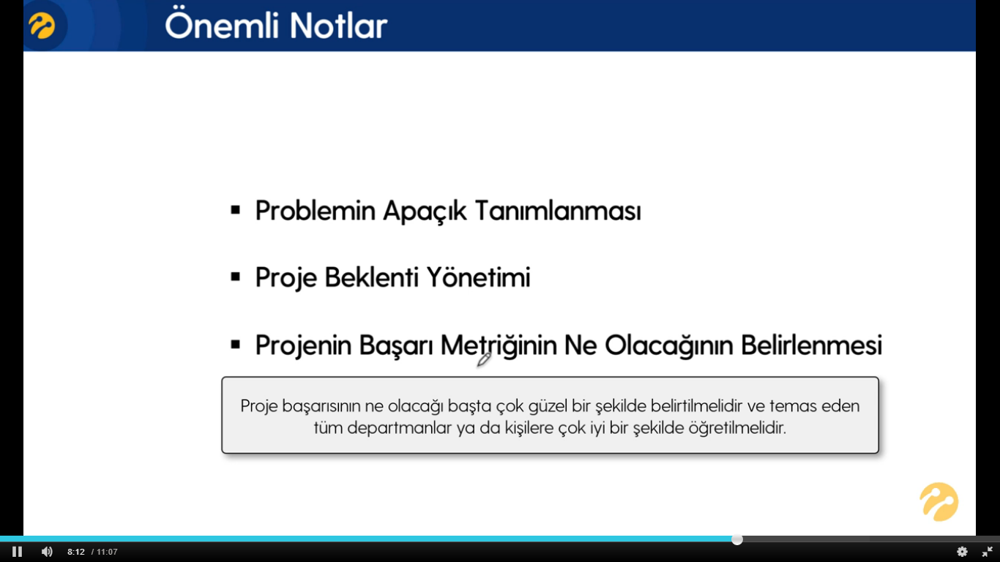 Önemli Notlar
▪ Problemin Apaçık Tanımlanması
▪ Proje Beklenti Yönetimi
▪ Projenin Başarı Metriğinin Ne Olacağının Belirlenmesi
Proje başarısının ne olacağı başta çok güzel bir şekilde belirtilmelidir ve temas eden
tüm departmanlar ya da kişilere çok iyi bir şekilde öğretilmelidir.
8:12 / 11:07